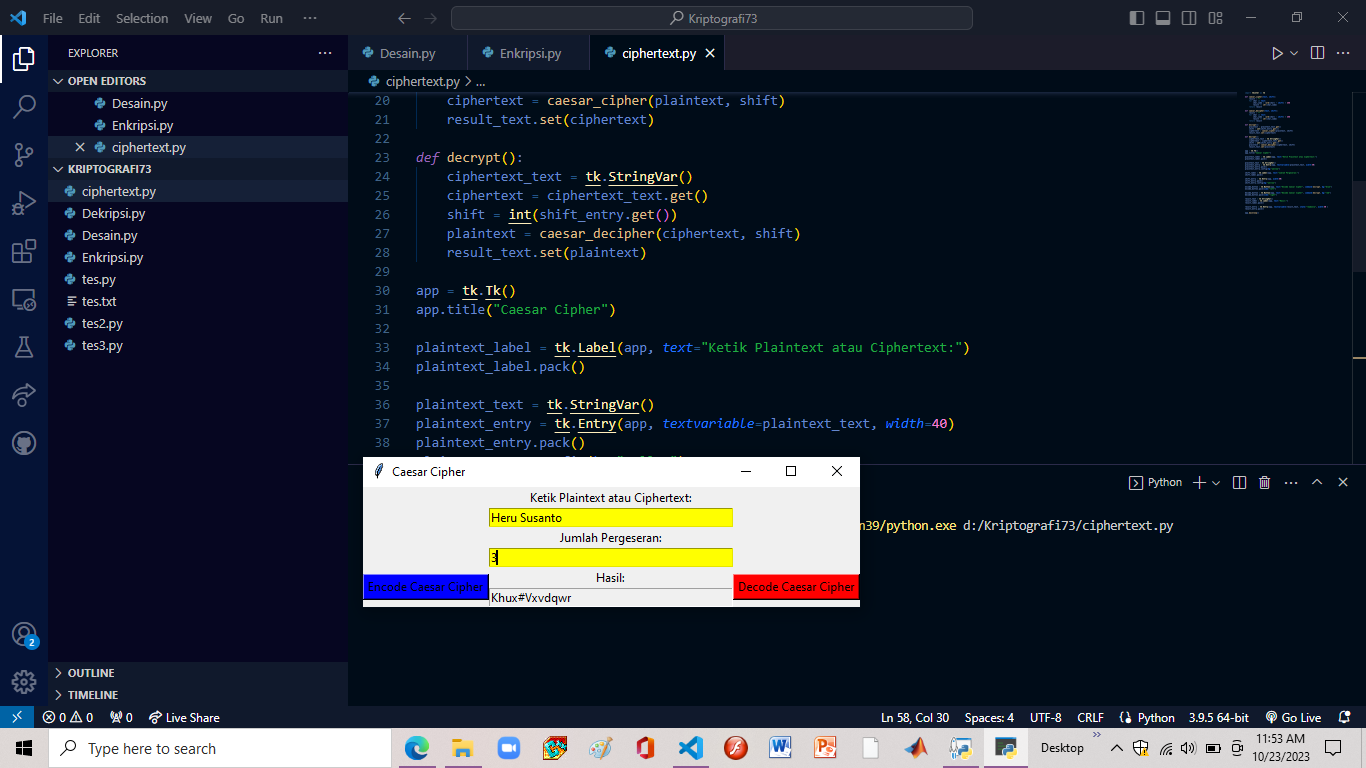 File Edit Selection View Go Run ··· Kriptografi73
EXPLORER ···
OPEN EDITORS
Desain.py
Enkripsi.py
ciphertext.py
KRIPTOGRAFI73
ciphertext.py
Dekripsi.py
Desain.py
Enkripsi.py
tes.py
tes.txt
tes2.py
tes3.py
OUTLINE
TIMELINE
Desain.py Enkripsi.py ciphertext.py
ciphertext.py > ...
20 ciphertext = caesar_cipher(plaintext, shift)
21 result_text.set(ciphertext)
22
23 def decrypt():
24 ciphertext_text = tk.StringVar()
25 ciphertext = ciphertext_text.get()
26 shift = int(shift_entry.get())
27 plaintext = caesar_decipher(ciphertext, shift)
28 result_text.set(plaintext)
29
30 app = tk.Tk()
31 app.title("Caesar Cipher")
32
33 plaintext_label = tk.Label(app, text="Ketik Plaintext atau Ciphertext:")
34 plaintext_label.pack()
35
36 plaintext_text = tk.StringVar()
37 plaintext_entry = tk.Entry(app, textvariable=plaintext_text, width=40)
38 plaintext_entry.pack()
Python
n39/python.exe d:/Kriptografi73/ciphertext.py
Caesar Cipher
Ketik Plaintext atau Ciphertext:
Heru Susanto
Jumlah Pergeseran:
3
Hasil:
Encode Caesar Cipher Decode Caesar Cipher
Khux#Vxvdqwr
2
0 0 0 Live Share Ln 58, Col 30 Spaces: 4 UTF-8 CRLF Python 3.9.5 64-bit Go Live
Type here to search Desktop 11:53 AM
10/23/2023